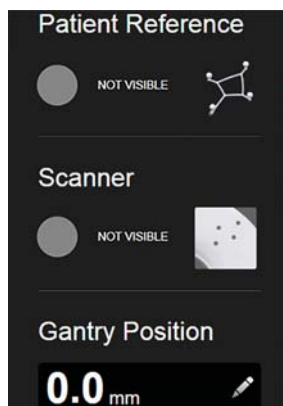 Patient Reference
NOT VISIBLE
Scanner
NOT VISIBLE
Gantry Position
0.0 mm